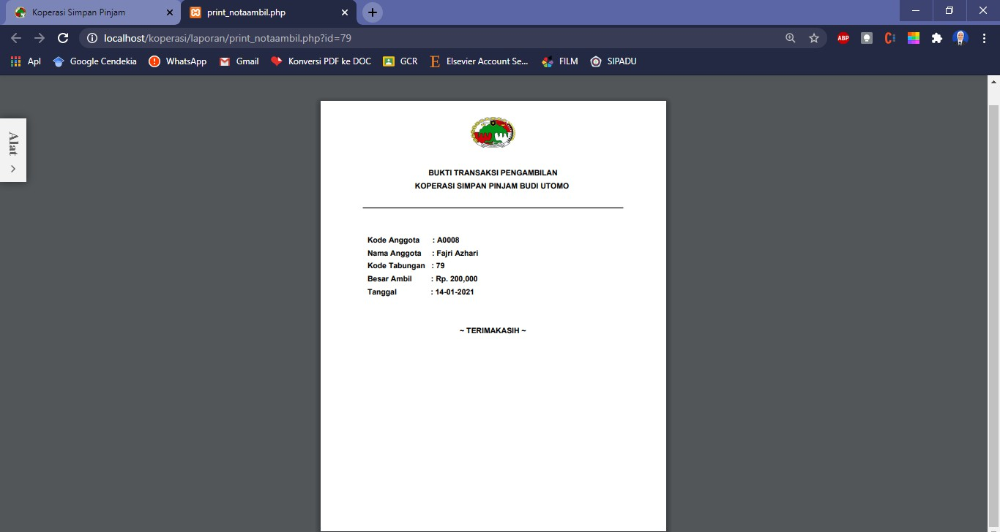 Koperasi Simpan Pinjam
print_notaambil.php
localhost/koperasi/laporan/print_notaambil.php?id=79
ABP
Apl
Google Cendekia
WhatsApp
Gmail
Konversi PDF ke DOC
GCR
Elsevier Account Se...
FILM
SIPADU
Alat
BUKTI TRANSAKSI PENGAMBILAN
KOPERASI SIMPAN PINJAM BUDI UTOMO
Kode Anggota : A0008
Nama Anggota : Fajri Azhari
Kode Tabungan : 79
Besar Ambil : Rp. 200,000
Tanggal : 14-01-2021
~ TERIMAKASIH ~